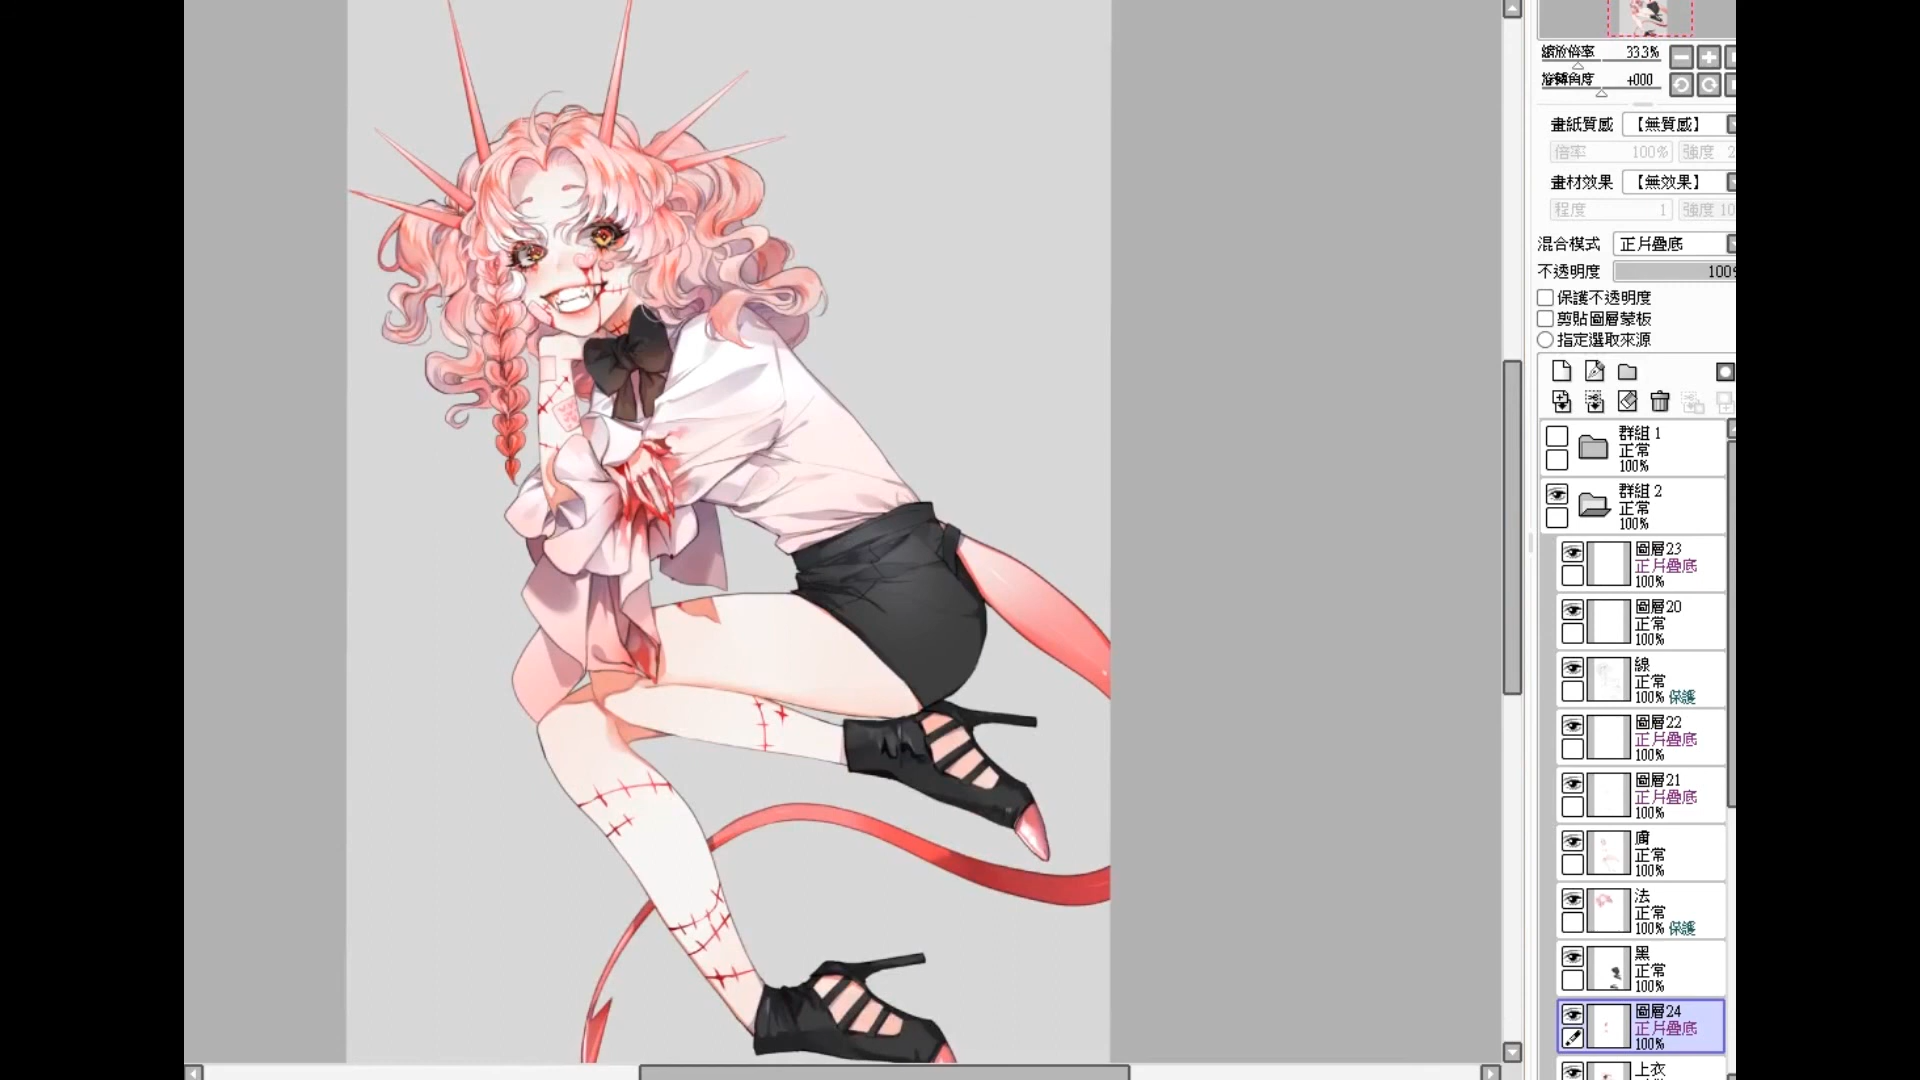 縮放倍率 33.3%
旋轉角度 +000
畫紙質感 【無質感】
倍率 100% 強度 2
畫材效果 【無效果】
程度 1 強度 10
混合模式 正片疊底
不透明度 100%
保護不透明度
剪貼圖層蒙板
指定選取來源
群組 1
正常
100%
群組 2
正常
100%
圖層23
正片疊底
100%
圖層20
正常
100%
線
正常
100% 保護
圖層22
正片疊底
100%
圖層21
正片疊底
100%
膚
正常
100%
法
正常
100% 保護
黑
正常
100%
圖層24
正片疊底
100%
上衣